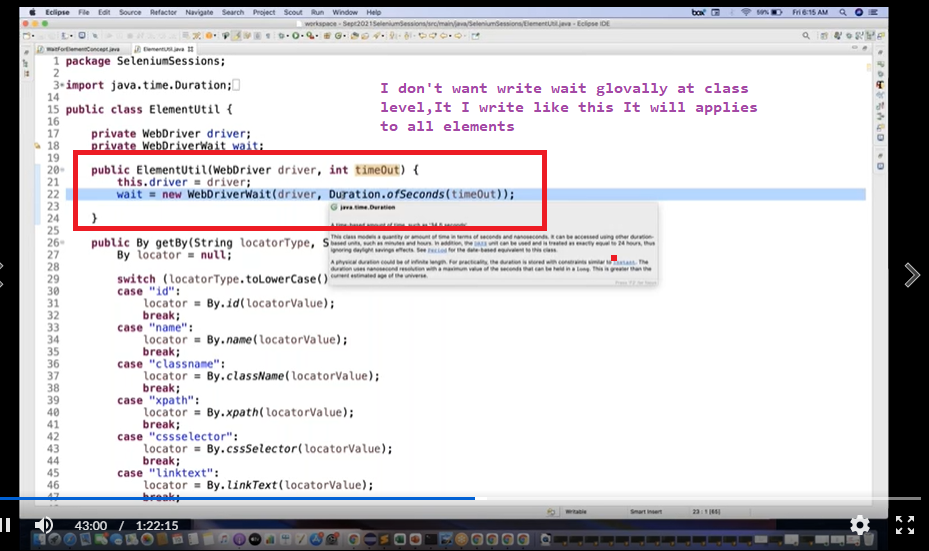 Eclipse File Edit Source Refactor Navigate Search Project Scout Run Window Help box 59% Fri 6:15 AM
workspace - Sept2021SeleniumSessions/src/main/java/SeleniumSessions/ElementUtil.java - Eclipse IDE
WaitForElementConcept.java ElementUtil.java
1 package SeleniumSessions;
2
3 import java.time.Duration;
14
15 public class ElementUtil {
16
17 private WebDriver driver;
18 private WebDriverWait wait;
19
I don't want write wait glovally at class
level,It I write like this It will applies
to all elements
20 public ElementUtil(WebDriver driver, int timeOut) {
21 this.driver = driver;
22 wait = new WebDriverWait(driver, Duration.ofSeconds(timeOut));
23
24 }
25
26 public By getBy(String locatorType, S
27 By locator = null;
28
29 switch (locatorType.toLowerCase()
30 case "id":
31 locator = By.id(locatorValue);
32 break;
33 case "name":
34 locator = By.name(locatorValue);
35 break;
36 case "classname":
37 locator = By.className(locatorValue);
38 break;
39 case "xpath":
40 locator = By.xpath(locatorValue);
41 break;
42 case "cssselector":
43 locator = By.cssSelector(locatorValue);
44 break;
45 case "linktext":
46 locator = By.linkText(locatorValue);
47 break;
java.time.Duration
A time-based amount of time, such as '34.5 seconds'.
This class models a quantity or amount of time in terms of seconds and nanoseconds. It can be accessed using other duration-
based units, such as minutes and hours. In addition, the DAYS unit can be used and is treated as exactly equal to 24 hours, thus
ignoring daylight savings effects. See Period for the date-based equivalent to this class.
A physical duration could be of infinite length. For practicality, the duration is stored with constraints similar to Instant. The
duration uses nanosecond resolution with a maximum value of the seconds that can be held in a long. This is greater than the
current estimated age of the universe.
Writable Smart Insert 23 : 1 [65]
43:00 / 1:22:15